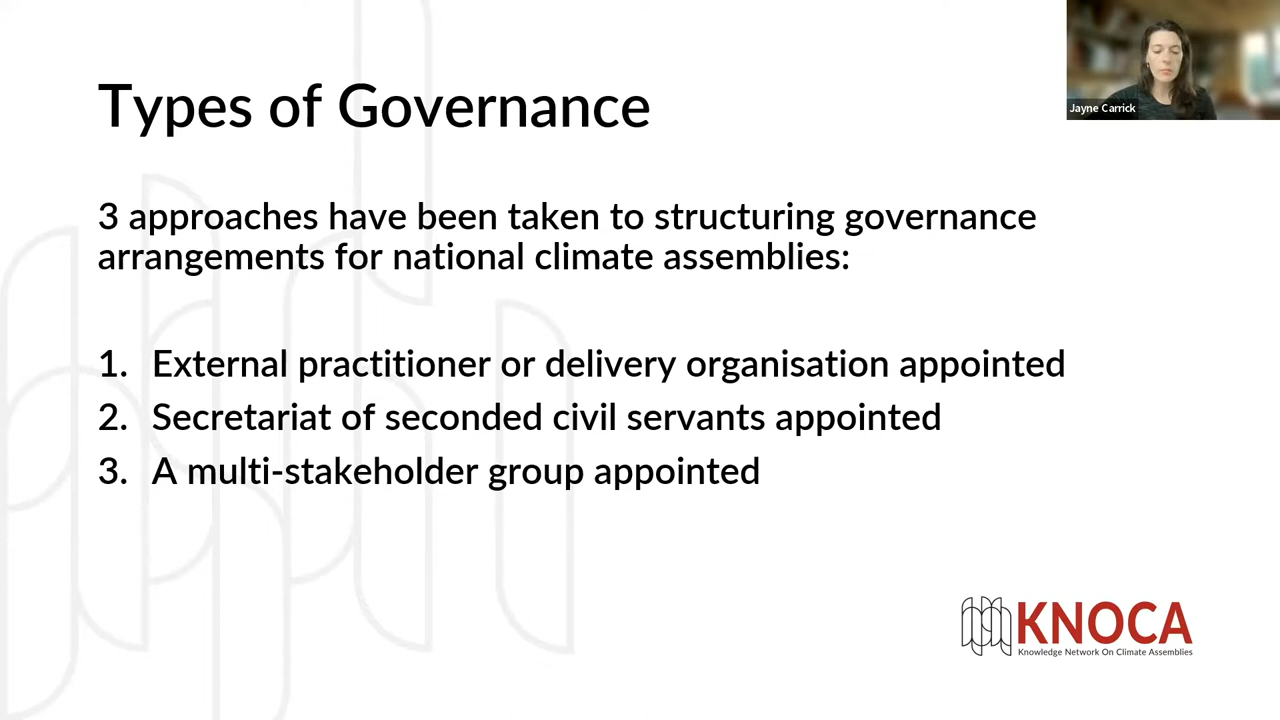 Types of Governance
Jayne Carrick
3 approaches have been taken to structuring governance
arrangements for national climate assemblies:
1. External practitioner or delivery organisation appointed
2. Secretariat of seconded civil servants appointed
3. A multi-stakeholder group appointed
KNOCA
Knowledge Network On Climate Assemblies